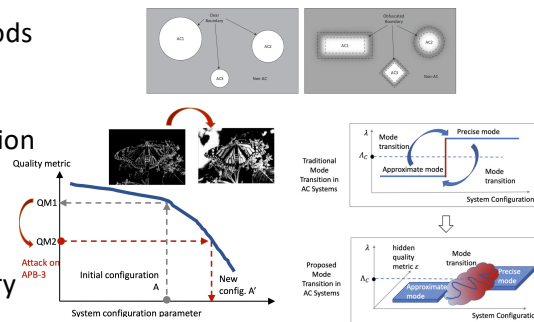 ods
Clear
Boundary
AC1
AC2
AC3
Non-AC
Obfuscated
Boundary
AC1
AC2
AC3
Non-AC
ion
Quality metric
QM1
QM2
Attack on
APB-3
Initial configuration
A
New
config. A'
System configuration parameter
ry
Traditional
Mode
Transition in
AC Systems
λ
Λc
Mode
transition
Precise mode
Approximate mode
Mode
transition
System Configuration
Proposed
Mode
Transition in
AC Systems
λ
hidden
quality
metric ε
Mode
transition
Λc
Approximate
mode
Precise
mode
System Configuratio